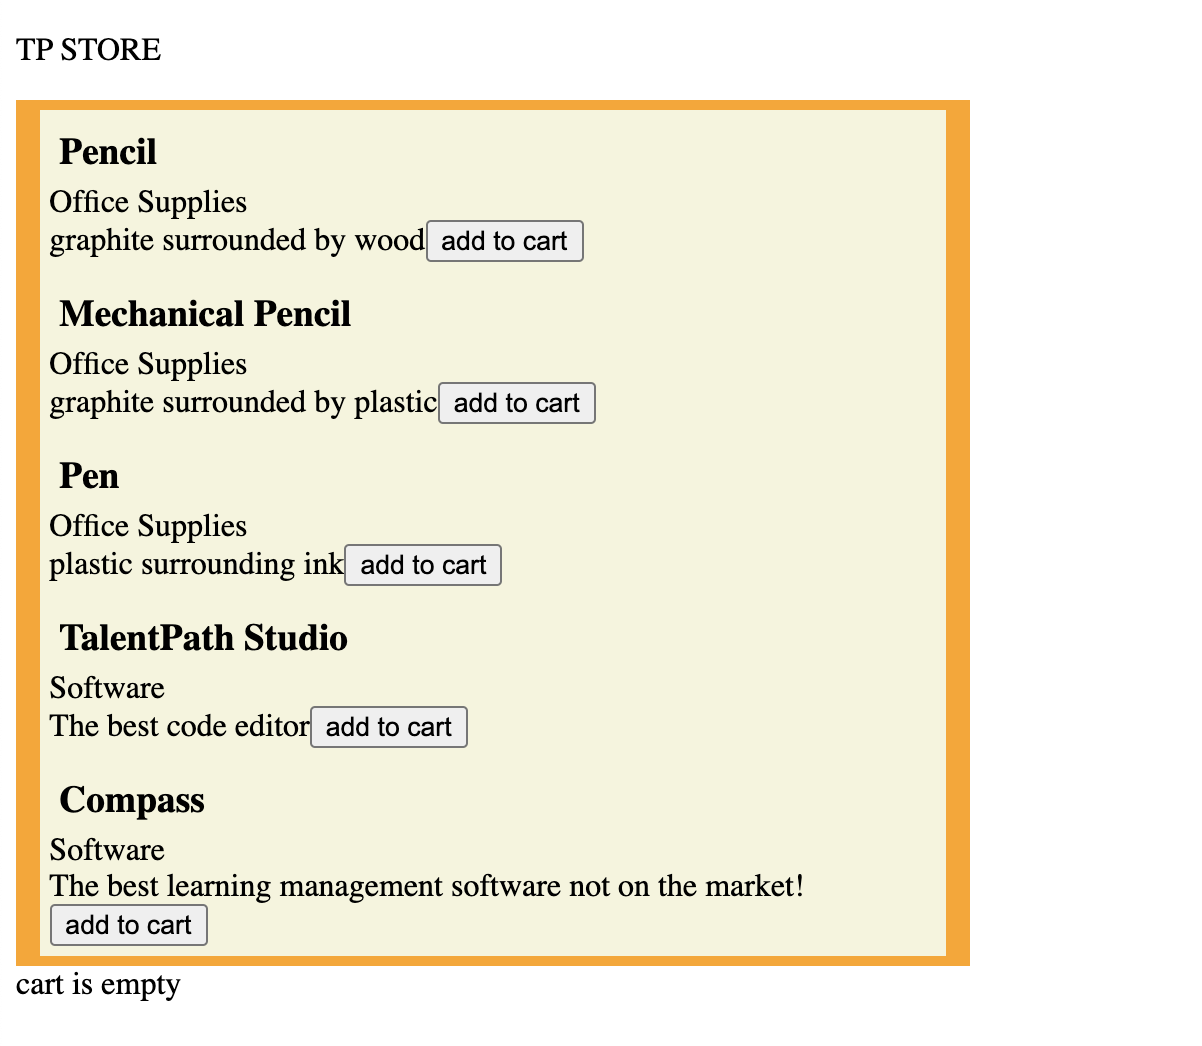 TP STORE
Pencil
Office Supplies
graphite surrounded by wood add to cart
Mechanical Pencil
Office Supplies
graphite surrounded by plastic add to cart
Pen
Office Supplies
plastic surrounding ink add to cart
TalentPath Studio
Software
The best code editor add to cart
Compass
Software
The best learning management software not on the market!
add to cart
cart is empty